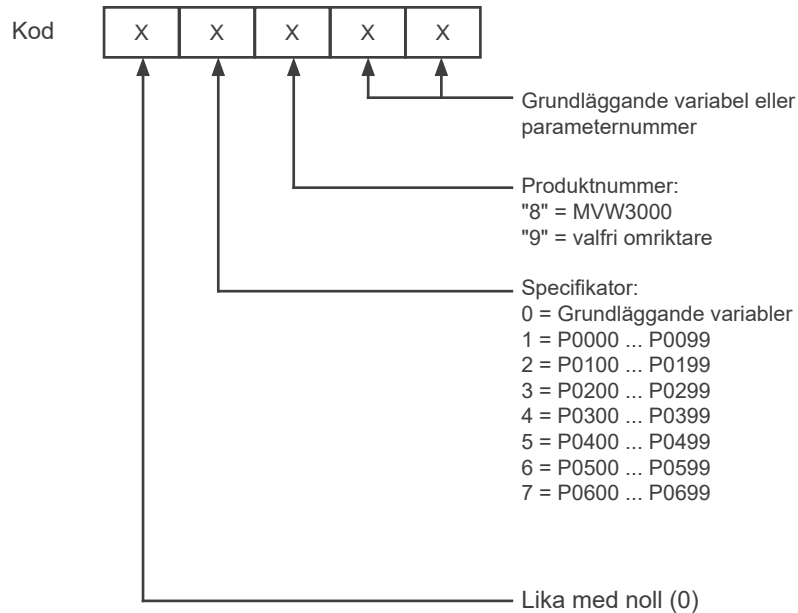 Kod
X X X X X
Grundläggande variabel eller
parameternummer
Produktnummer:
"8" = MVW3000
"9" = valfri omriktare
Specifikator:
0 = Grundläggande variabler
1 = P0000 ... P0099
2 = P0100 ... P0199
3 = P0200 ... P0299
4 = P0300 ... P0399
5 = P0400 ... P0499
6 = P0500 ... P0599
7 = P0600 ... P0699
Lika med noll (0)